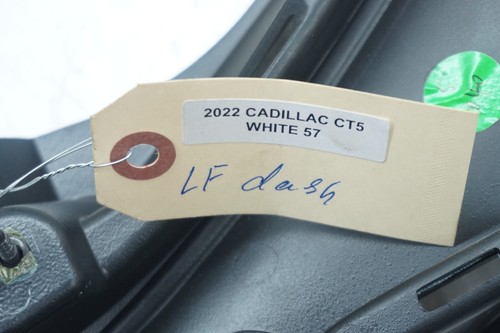 2022 CADILLAC CT5
WHITE 57
LF dash